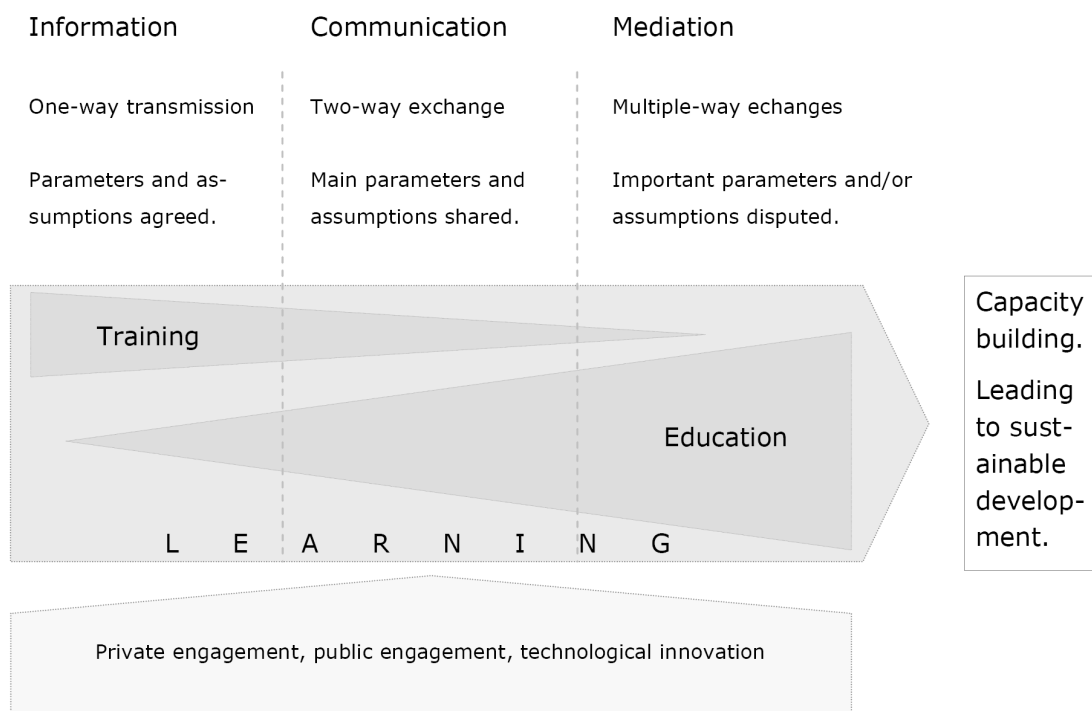 Information
Communication
Mediation
One-way transmission
Two-way exchange
Multiple-way echanges
Parameters and as-
sumptions agreed.
Main parameters and
assumptions shared.
Important parameters and/or
assumptions disputed.
Training
Education
L E A R N I N G
Capacity
building.
Leading
to sust-
ainable
develop-
ment.
Private engagement, public engagement, technological innovation